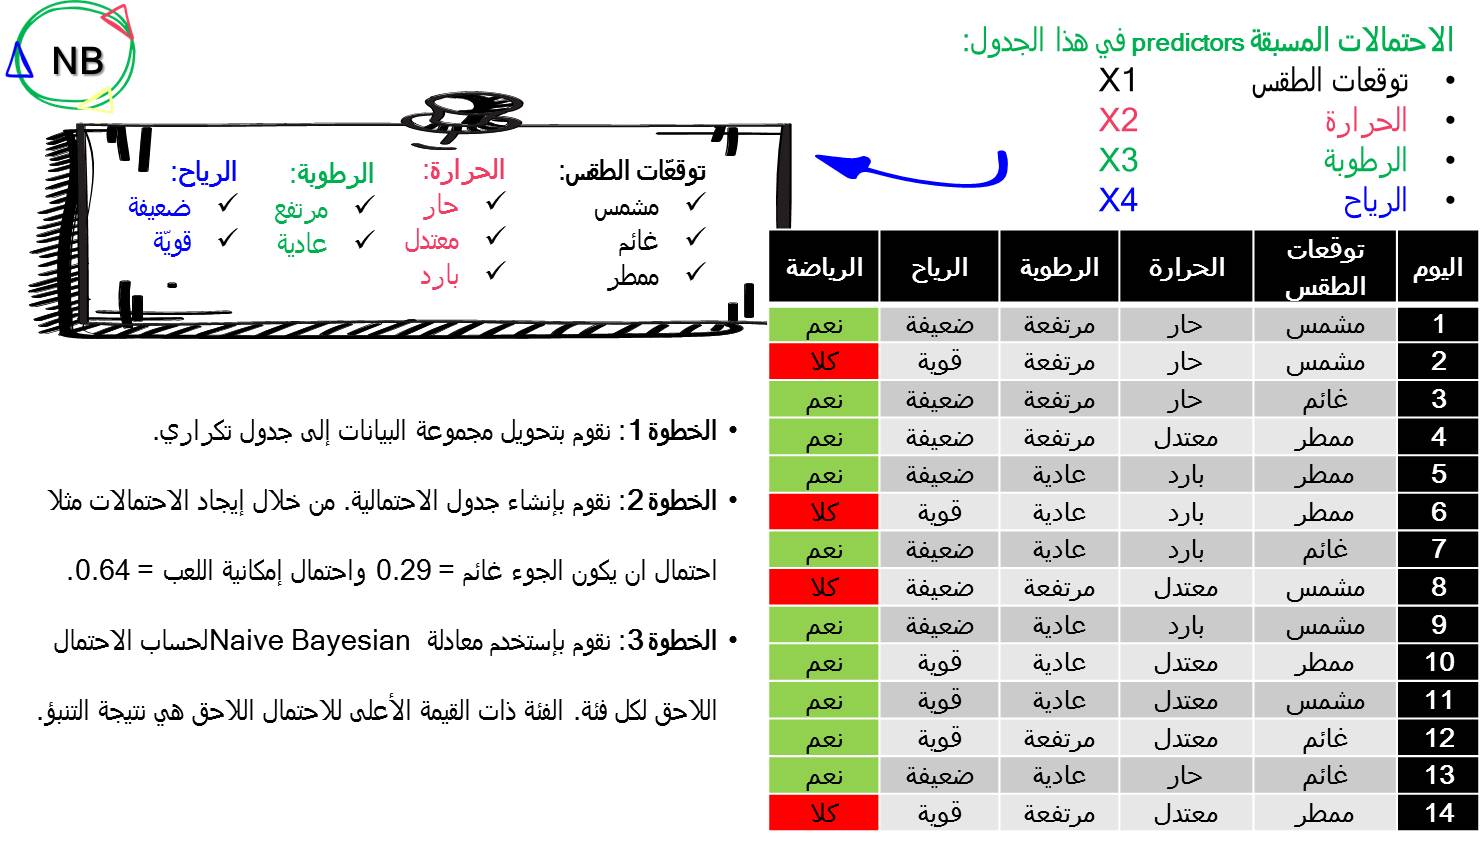 NB
الاحتمالات المسبقة predictors في هذا الجدول:
• توقعات الطقس X1
• الحرارة X2
• الرطوبة X3
• الرياح X4
توقعّات الطقس:
✓ مشمس
✓ غائم
✓ ممطر
الحرارة:
✓ حار
✓ معتدل
✓ بارد
الرطوبة:
✓ مرتفع
✓ عادية
الرياح:
✓ ضعيفة
✓ قويّة
اليوم توقعات الطقس الحرارة الرطوبة الرياح الرياضة
1 مشمس حار مرتفعة ضعيفة نعم
2 مشمس حار مرتفعة قوية كلا
3 غائم حار مرتفعة ضعيفة نعم
4 ممطر معتدل مرتفعة ضعيفة نعم
5 ممطر بارد عادية ضعيفة نعم
6 ممطر بارد عادية قوية كلا
7 غائم بارد عادية ضعيفة نعم
8 مشمس معتدل مرتفعة ضعيفة كلا
9 مشمس بارد عادية ضعيفة نعم
10 ممطر معتدل عادية قوية نعم
11 مشمس معتدل عادية قوية نعم
12 غائم معتدل مرتفعة قوية نعم
13 غائم حار عادية ضعيفة نعم
14 ممطر معتدل مرتفعة قوية كلا
• الخطوة 1: نقوم بتحويل مجموعة البيانات إلى جدول تكراري.
• الخطوة 2: نقوم بإنشاء جدول الاحتمالية. من خلال إيجاد الاحتمالات مثلا
احتمال ان يكون الجوء غائم = 0.29 واحتمال إمكانية اللعب = 0.64.
• الخطوة 3: نقوم بإستخدم معادلة Naive Bayesian لحساب الاحتمال
اللاحق لكل فئة. الفئة ذات القيمة الأعلى للاحتمال اللاحق هي نتيجة التنبؤ.